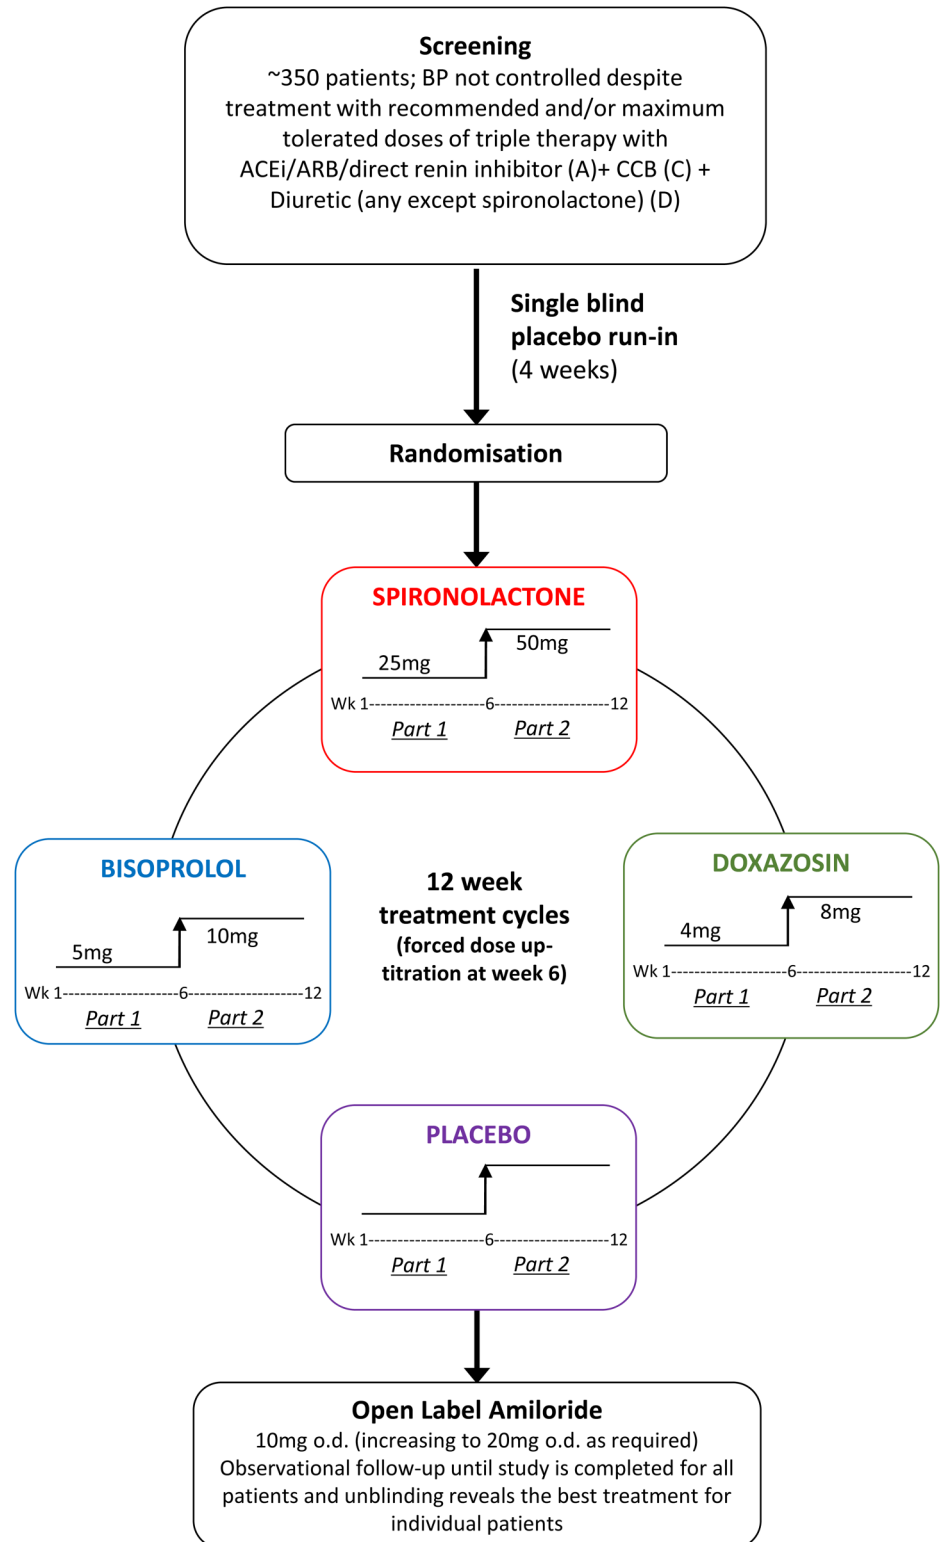 Screening
~350 patients; BP not controlled despite
treatment with recommended and/or maximum
tolerated doses of triple therapy with
ACEi/ARB/direct renin inhibitor (A)+ CCB (C) +
Diuretic (any except spironolactone) (D)
Single blind
placebo run-in
(4 weeks)
Randomisation
SPIRONOLACTONE
25mg
50mg
Wk 1--------------------6--------------------12
Part 1 Part 2
BISOPROLOL
5mg
10mg
Wk 1--------------------6--------------------12
Part 1 Part 2
12 week
treatment cycles
(forced dose up-
titration at week 6)
DOXAZOSIN
4mg
8mg
Wk 1--------------------6--------------------12
Part 1 Part 2
PLACEBO
Wk 1--------------------6--------------------12
Part 1 Part 2
Open Label Amiloride
10mg o.d. (increasing to 20mg o.d. as required)
Observational follow-up until study is completed for all
patients and unblinding reveals the best treatment for
individual patients